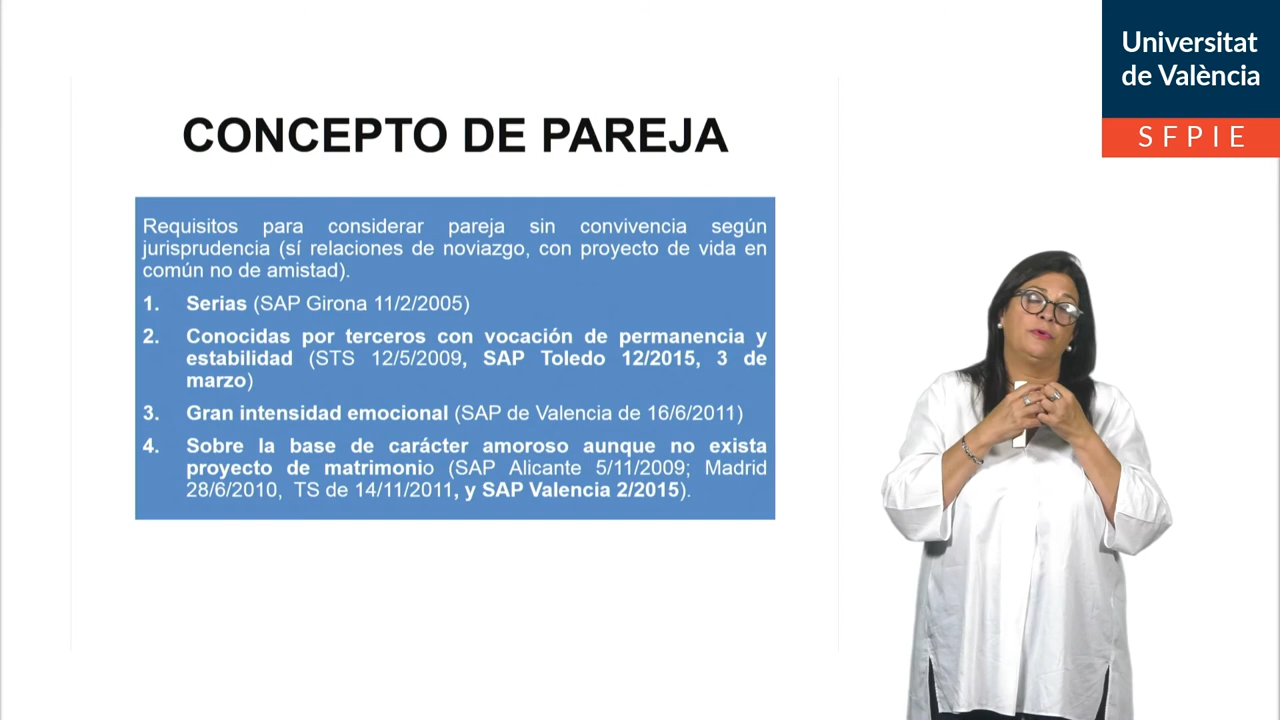 Universitat
de València
SFPIE
CONCEPTO DE PAREJA
Requisitos para considerar pareja sin convivencia según
jurisprudencia (sí relaciones de noviazgo, con proyecto de vida en
común no de amistad).
1. Serias (SAP Girona 11/2/2005)
2. Conocidas por terceros con vocación de permanencia y
estabilidad (STS 12/5/2009, SAP Toledo 12/2015, 3 de
marzo)
3. Gran intensidad emocional (SAP de Valencia de 16/6/2011)
4. Sobre la base de carácter amoroso aunque no exista
proyecto de matrimonio (SAP Alicante 5/11/2009; Madrid
28/6/2010, TS de 14/11/2011, y SAP Valencia 2/2015).